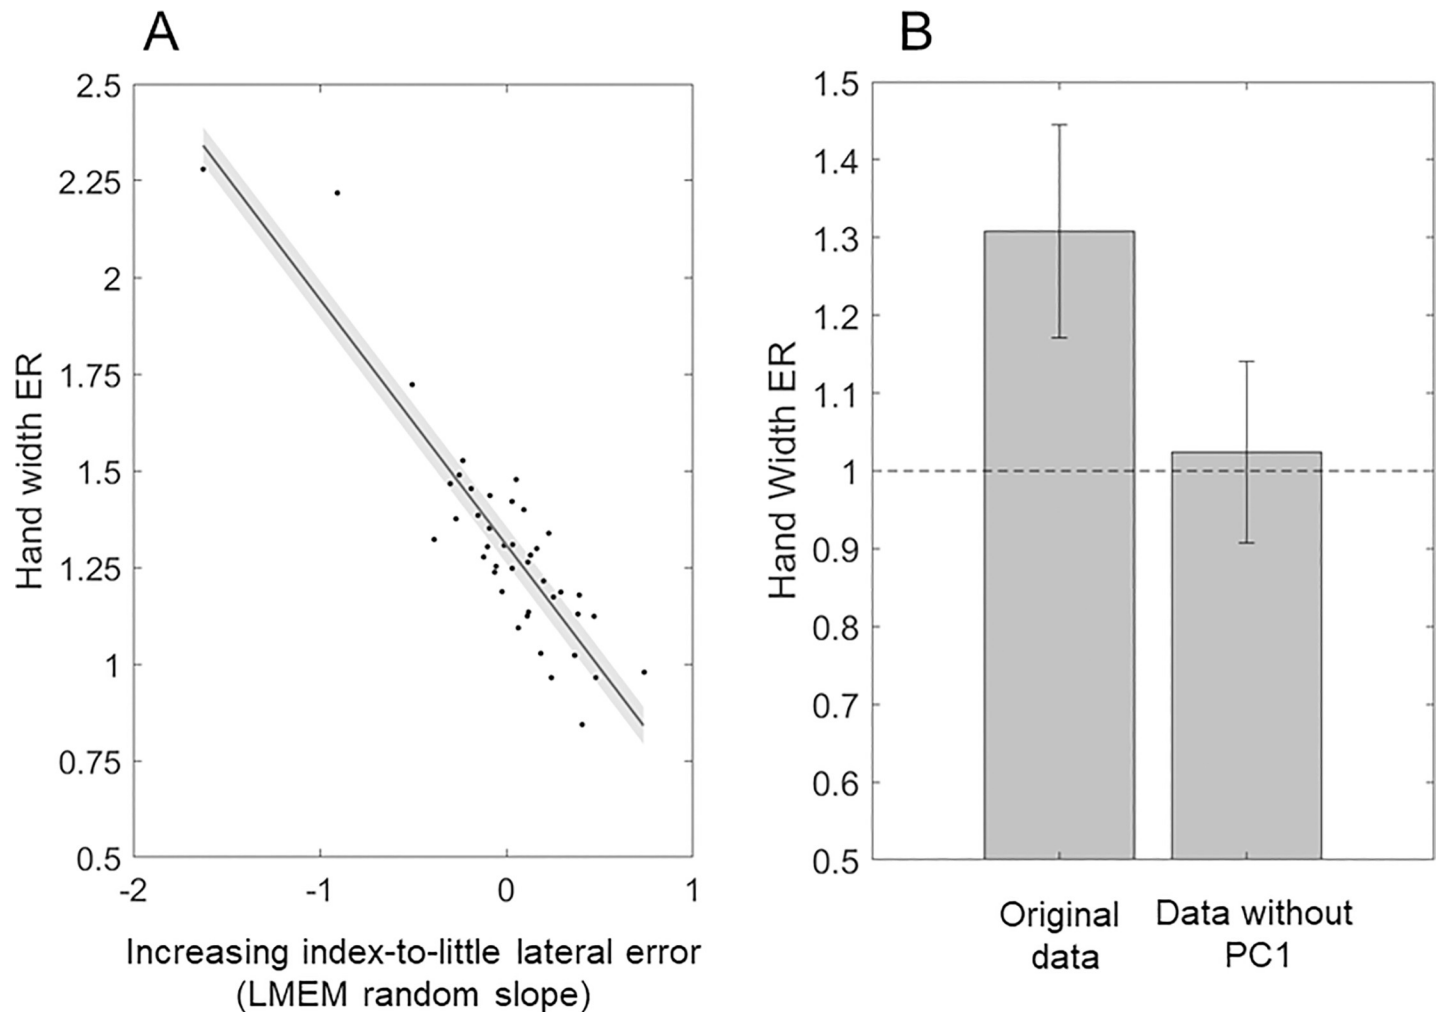 A
2.5
2.25
2
1.75
1.5
1.25
1
0.75
0.5
Hand width ER
-2 -1 0 1
Increasing index-to-little lateral error
(LMEM random slope)
B
1.5
1.4
1.3
1.2
1.1
1
0.9
0.8
0.7
0.6
0.5
Hand Width ER
Original
data
Data without
PC1